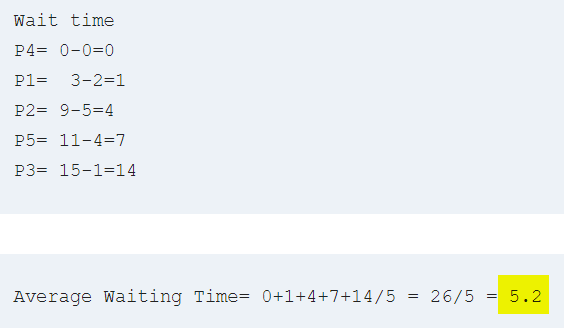 Wait time
P4= 0-0=0
P1=  3-2=1
P2= 9-5=4
P5= 11-4=7
P3= 15-1=14
Average Waiting Time= 0+1+4+7+14/5 = 26/5 = 5.2